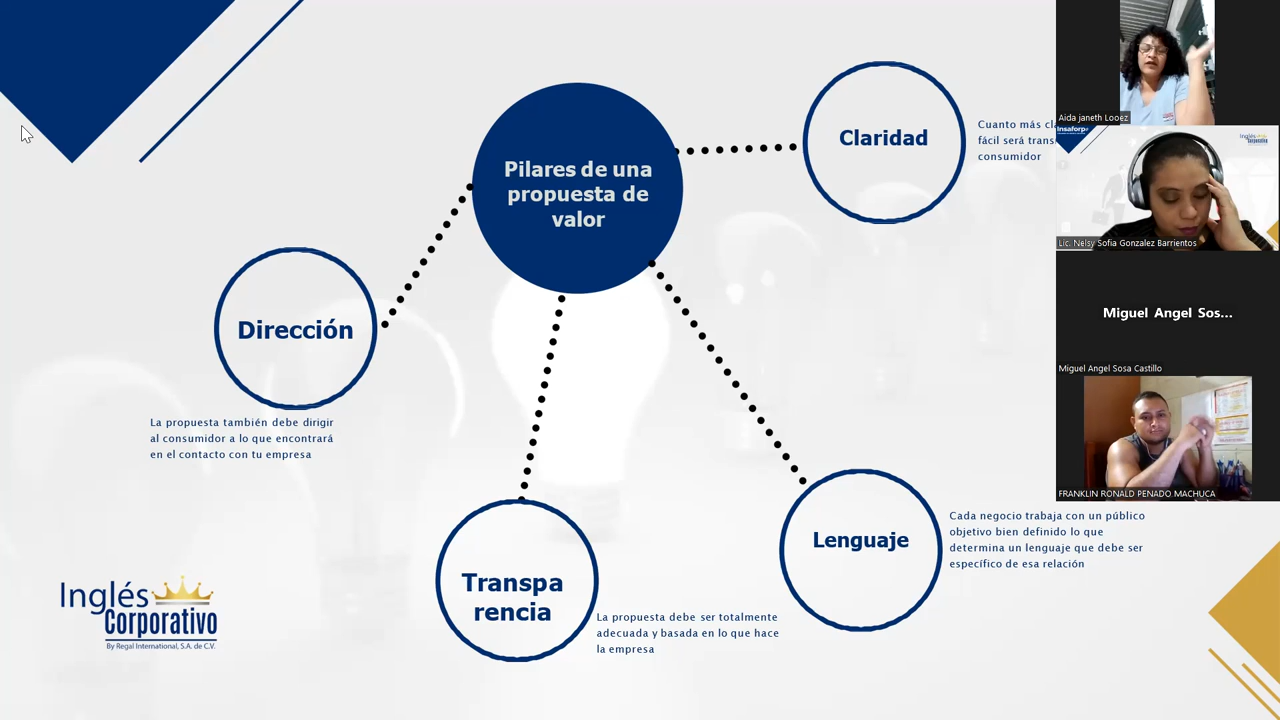 Pilares de una
propuesta de
valor
Claridad
Cuanto más
fácil será
consumidor
Dirección
La propuesta también debe dirigir
al consumidor a lo que encontrará
en el contacto con tu empresa
Transpa
rencia
La propuesta debe ser totalmente
adecuada y basada en lo que hace
la empresa
Lenguaje
Cada negocio trabaja con un público
objetivo bien definido lo que
determina un lenguaje que debe ser
específico de esa relación
Inglés
Corporativo
By Regal International, S.A. de C.V.
Aida janeth Looez
Insaforp
Inglés
Corporativo
Lic. Nelsy Sofia Gonzalez Barrientos
Miguel Angel Sos...
Miguel Angel Sosa Castillo
FRANKLIN RONALD PENADO MACHUCA